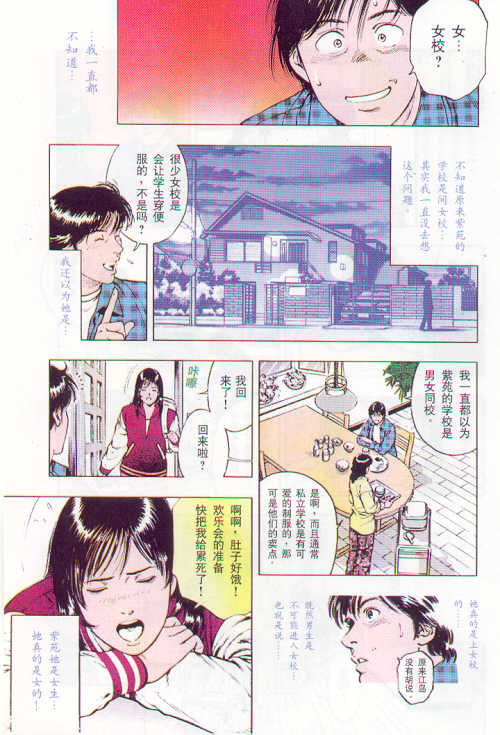 女…
女校?
…我一直都
不知道…
不知道原来紫苑的
学校是间女校…
其实我一直没去想
这个问题。
很少女校是
会让学生穿便
服的，不是吗?
我还以为她是…
我一直都以为
紫苑的学校是
男女同校。
是啊，而且通常
私立学校是有可
爱的制服的，那
可是他们的卖点。
我回
来了!
回来啦?
咔嚓
她真的是上女校
的……
原来江岛
没有胡说。
既然男生是
不可能进入女校…
也就是说……
啊啊，肚子好饿!
欢乐会的准备
快把我给累死了!
紫苑她是女生…
她真的是女的!